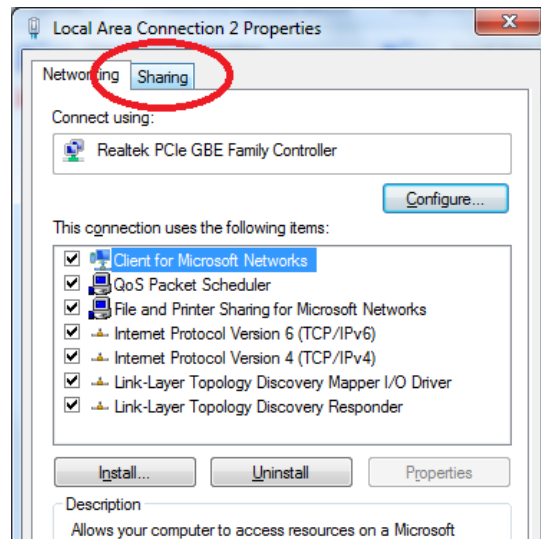 Local Area Connection 2 Properties
Networking Sharing
Connect using:
Realtek PCIe GBE Family Controller
Configure...
This connection uses the following items:
Client for Microsoft Networks
QoS Packet Scheduler
File and Printer Sharing for Microsoft Networks
Internet Protocol Version 6 (TCP/IPv6)
Internet Protocol Version 4 (TCP/IPv4)
Link-Layer Topology Discovery Mapper I/O Driver
Link-Layer Topology Discovery Responder
Install... Uninstall Properties
Description
Allows your computer to access resources on a Microsoft